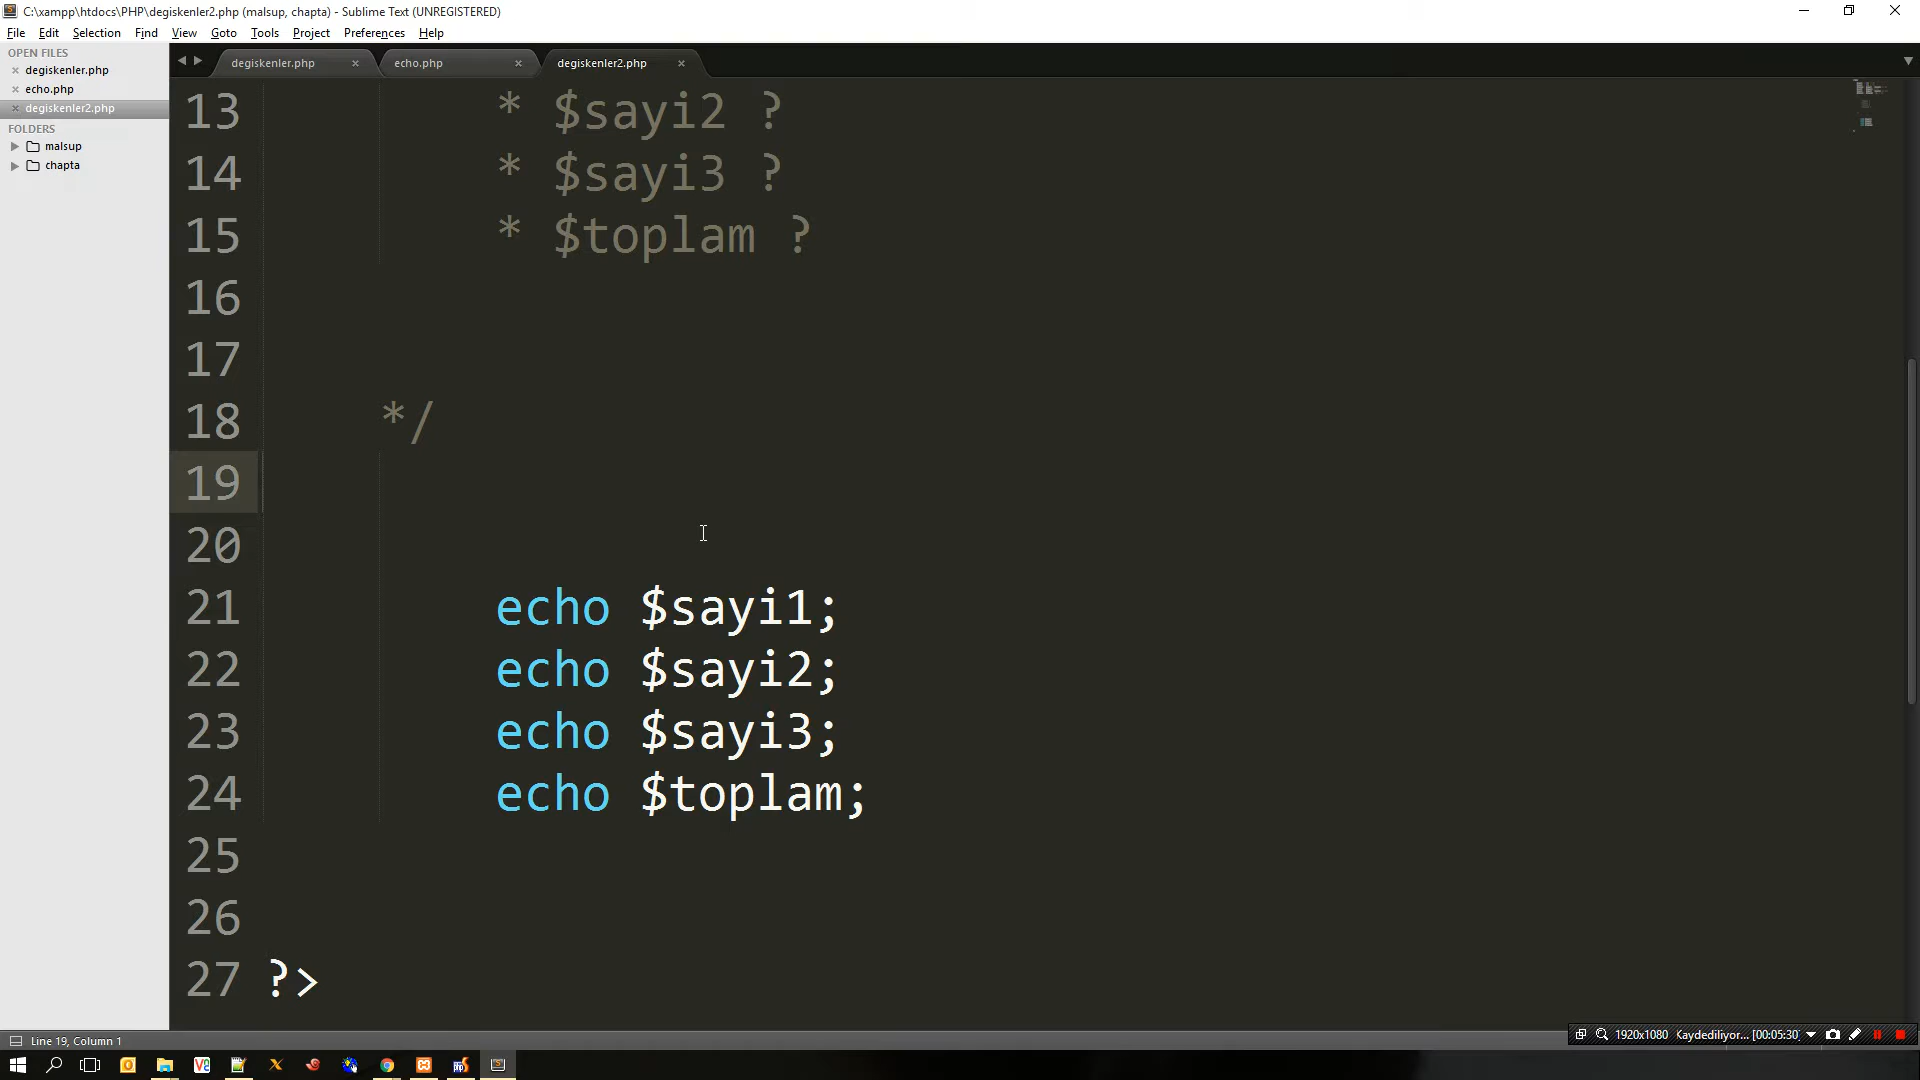 C:\xampp\htdocs\PHP\degiskenler2.php (malsup, chapta) - Sublime Text (UNREGISTERED)
File Edit Selection Find View Goto Tools Project Preferences Help
OPEN FILES
degiskenler.php
echo.php
degiskenler2.php
FOLDERS
malsup
chapta
degiskenler.php echo.php degiskenler2.php
13 * $sayi2 ?
14 * $sayi3 ?
15 * $toplam ?
16
17
18 */
19
20
21 echo $sayi1;
22 echo $sayi2;
23 echo $sayi3;
24 echo $toplam;
25
26
27 ?>
Line 19, Column 1
1920x1080 Kaydediliyor... [00:05:30]